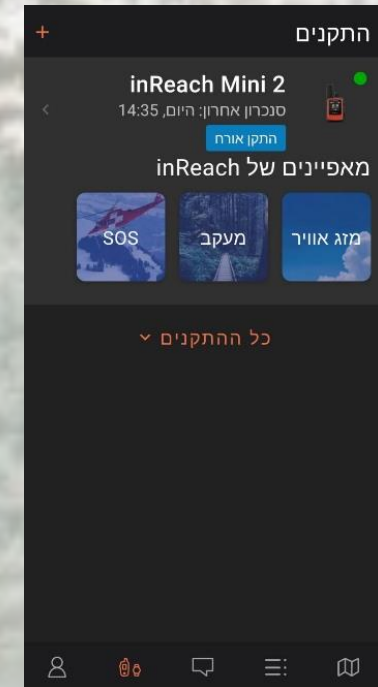 התקנים
+
inReach Mini 2
סנכרון אחרון: היום, 14:35
התקן אורח
מאפיינים של inReach
מזג אוויר
מעקב
SOS
כל ההתקנים